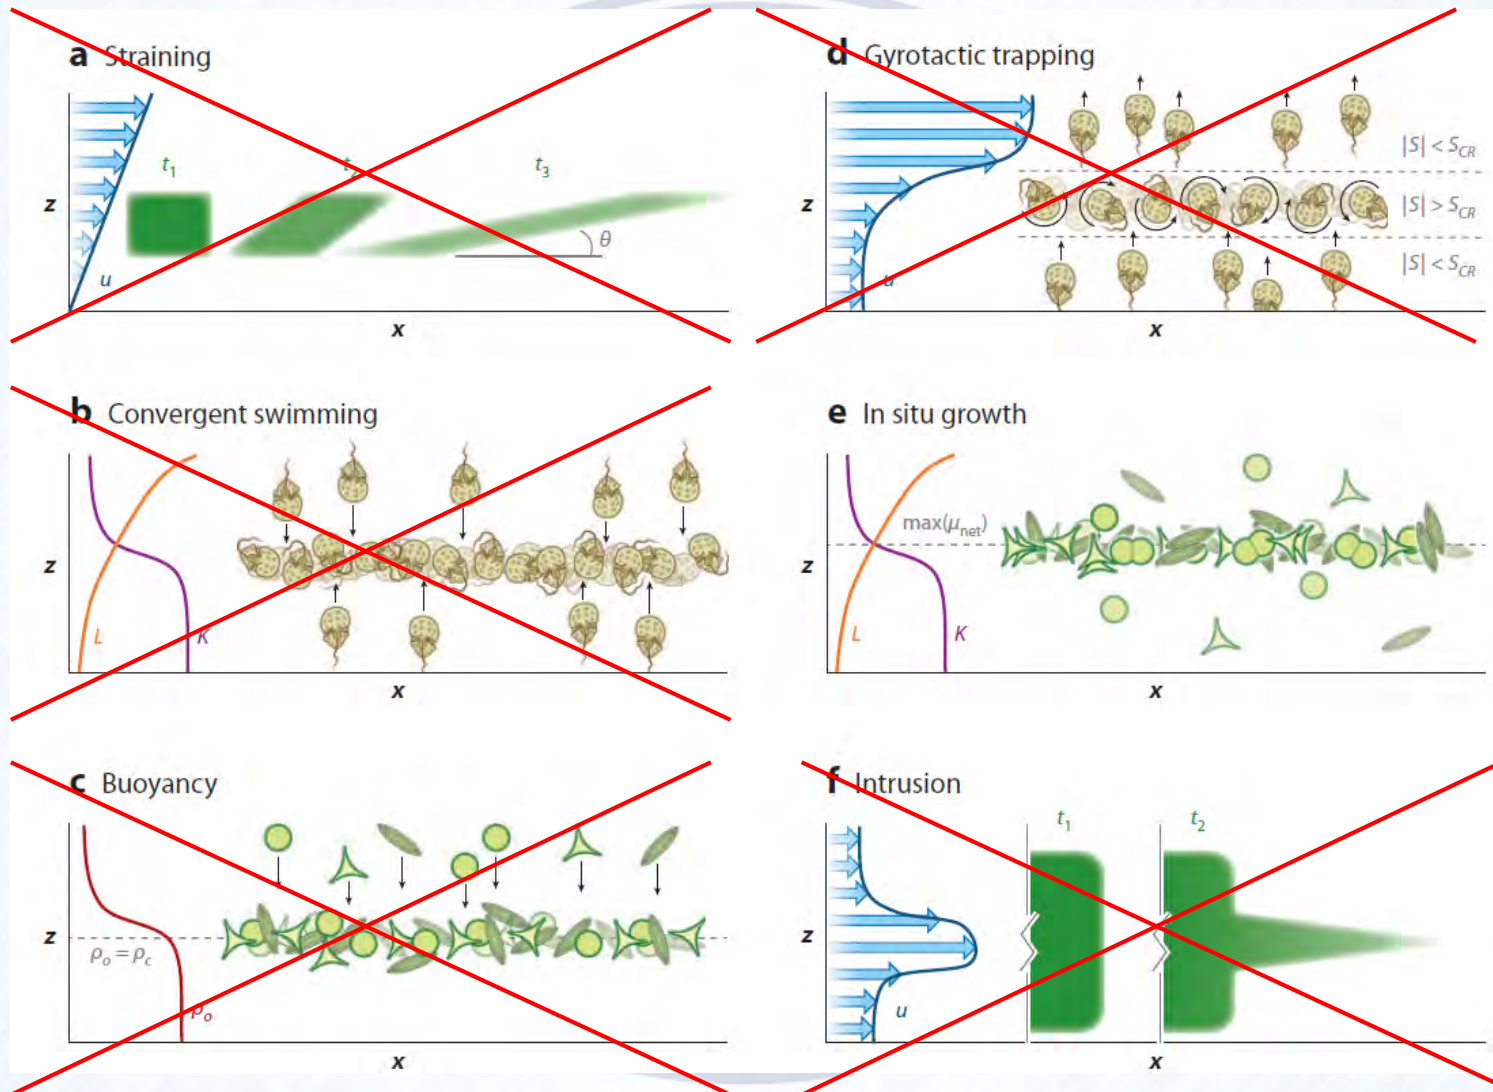 a Straining
t1
t2
t3
z
θ
u
x
b Convergent swimming
z
L
K
x
c Buoyancy
z
ρo = ρc
ρo
x
d Gyrotactic trapping
|S| < SCR
|S| > SCR
|S| < SCR
z
u
x
e In situ growth
max(μnet)
z
L
K
x
f Intrusion
t1
t2
z
u
x